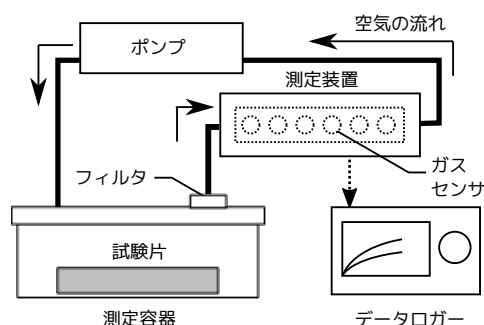 空気の流れ
ポンプ
測定装置
ガス
センサ
フィルタ
試験片
測定容器
データロガー